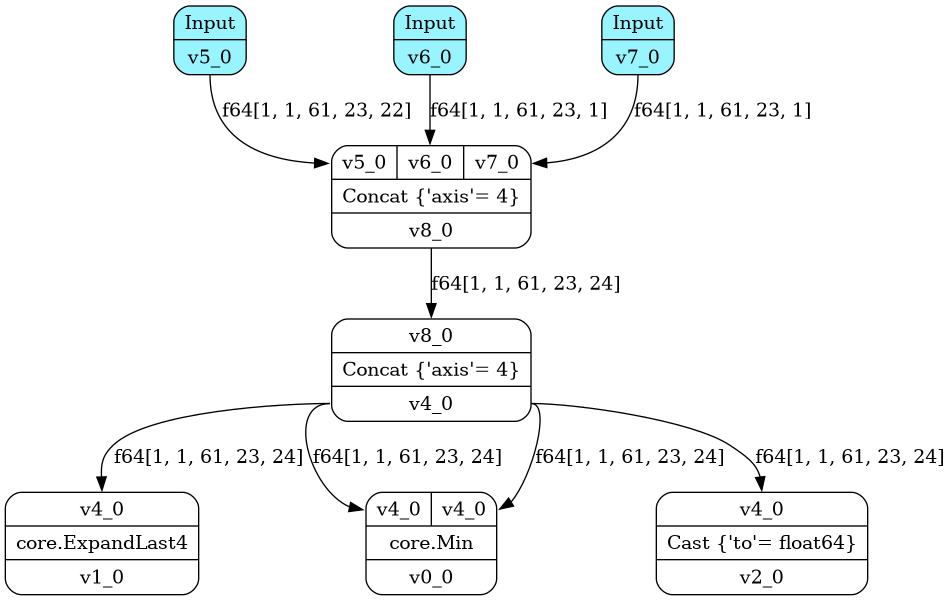 Input
v5_0
Input
v6_0
Input
v7_0
f64[1, 1, 61, 23, 22]
f64[1, 1, 61, 23, 1]
f64[1, 1, 61, 23, 1]
v5_0
v6_0
v7_0
Concat {'axis'= 4}
v8_0
f64[1, 1, 61, 23, 24]
v8_0
Concat {'axis'= 4}
v4_0
f64[1, 1, 61, 23, 24]
f64[1, 1, 61, 23, 24]
f64[1, 1, 61, 23, 24]
f64[1, 1, 61, 23, 24]
v4_0
core.ExpandLast4
v1_0
v4_0
v4_0
core.Min
v0_0
v4_0
Cast {'to'= float64}
v2_0